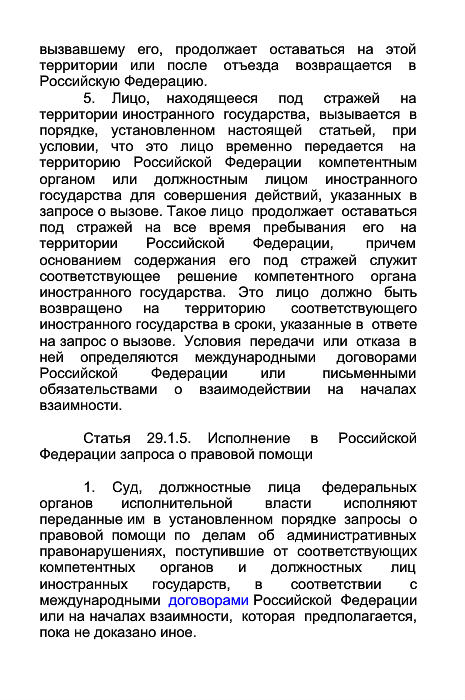 вызвавшему его, продолжает оставаться на этой
территории или после отъезда возвращается в
Российскую Федерацию.
5. Лицо, находящееся под стражей на
территории иностранного государства, вызывается в
порядке, установленном настоящей статьей, при
условии, что это лицо временно передается на
территорию Российской Федерации компетентным
органом или должностным лицом иностранного
государства для совершения действий, указанных в
запросе о вызове. Такое лицо продолжает оставаться
под стражей на все время пребывания его на
территории Российской Федерации, причем
основанием содержания его под стражей служит
соответствующее решение компетентного органа
иностранного государства. Это лицо должно быть
возвращено на территорию соответствующего
иностранного государства в сроки, указанные в ответе
на запрос о вызове. Условия передачи или отказа в
ней определяются международными договорами
Российской Федерации или письменными
обязательствами о взаимодействии на началах
взаимности.
Статья 29.1.5. Исполнение в Российской
Федерации запроса о правовой помощи
1. Суд, должностные лица федеральных
органов исполнительной власти исполняют
переданные им в установленном порядке запросы о
правовой помощи по делам об административных
правонарушениях, поступившие от соответствующих
компетентных органов и должностных лиц
иностранных государств, в соответствии с
международными договорами Российской Федерации
или на началах взаимности, которая предполагается,
пока не доказано иное.